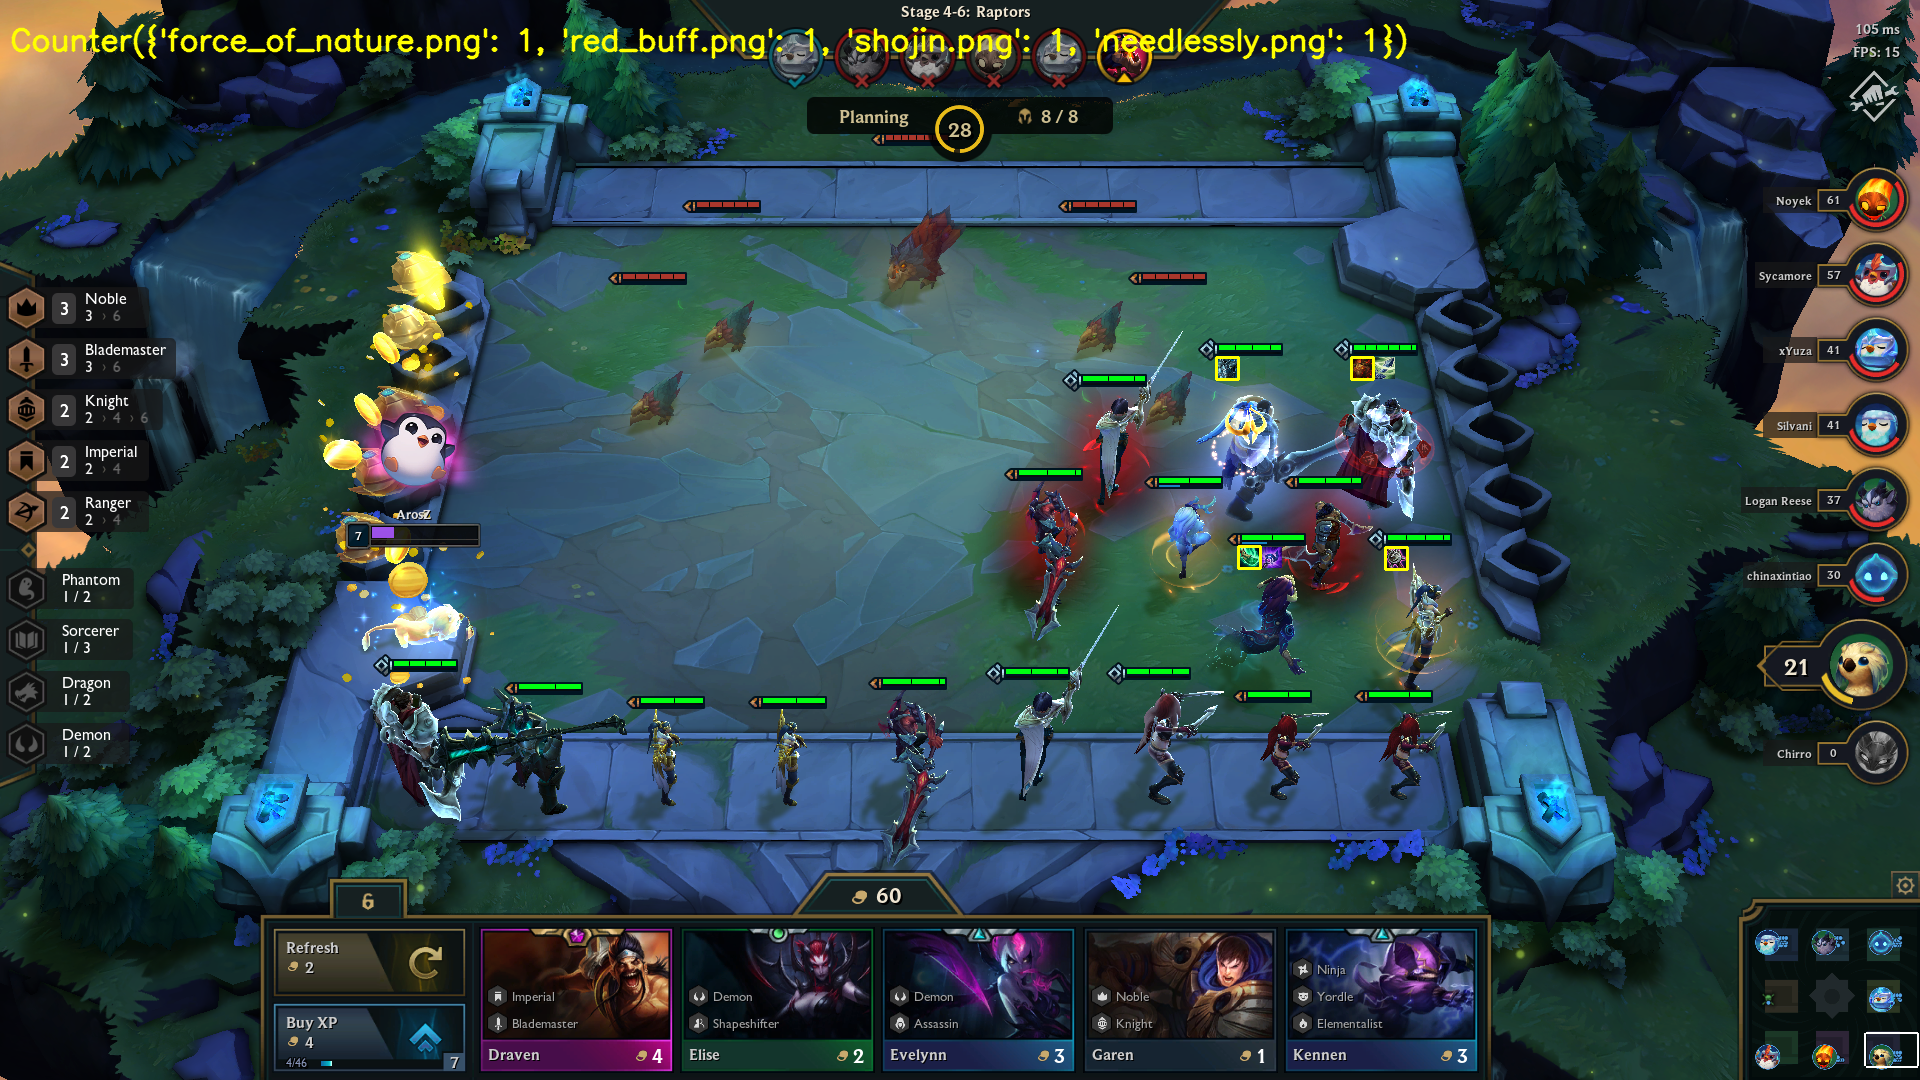 Stage 4-6: Raptors
Counter({'force_of_nature.png': 1, 'red_buff.png': 1, 'shojin.png': 1, 'needlessly.png': 1})
105 ms
FPS: 15
Planning
28
8 / 8
Noyek 61
Sycamore 57
xYuza 41
Silvani 41
Logan Reese 37
chinaxintiao 30
21
Chirro 0
3 Noble
3 › 6
3 Blademaster
3 › 6
2 Knight
2 › 4 › 6
2 Imperial
2 › 4
2 Ranger
2 › 4
Phantom
1 / 2
Sorcerer
1 / 3
Dragon
1 / 2
Demon
1 / 2
ArosZ
7
6
60
Refresh
2
Buy XP
4
4/46
7
Imperial
Blademaster
Draven 4
Demon
Shapeshifter
Elise 2
Demon
Assassin
Evelynn 3
Noble
Knight
Garen 1
Ninja
Yordle
Elementalist
Kennen 3